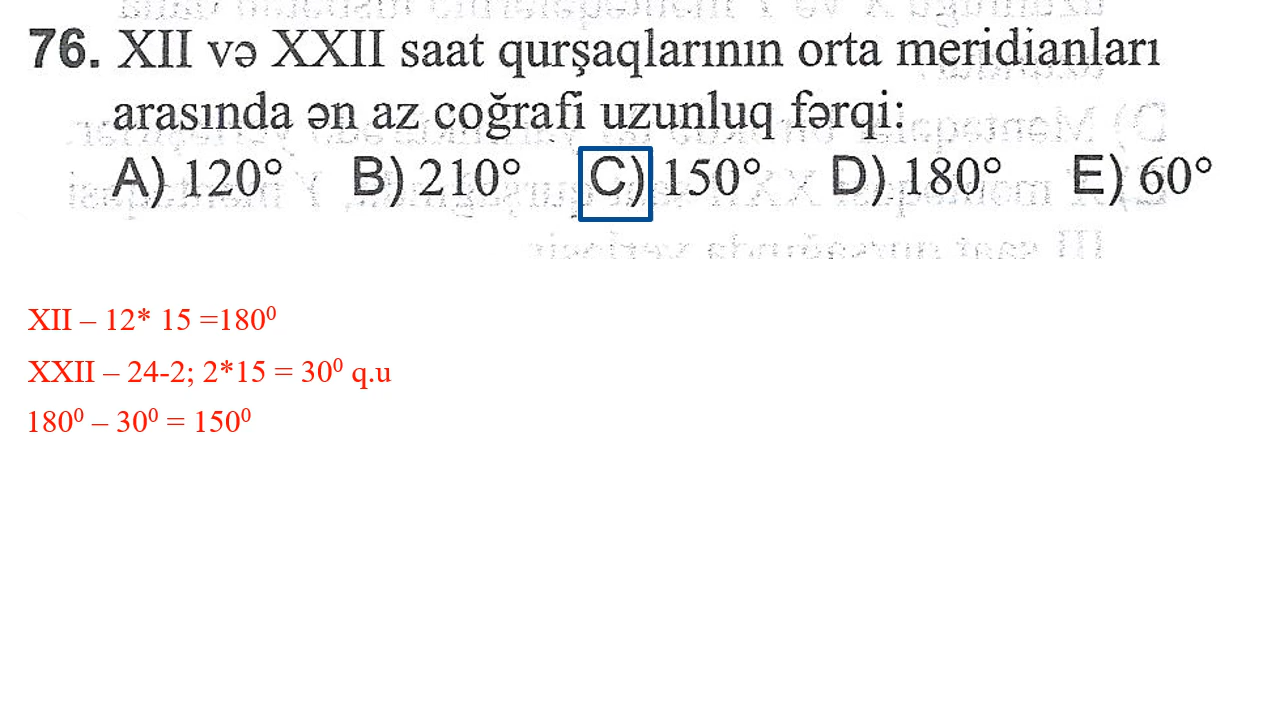 76. XII və XXII saat qurşaqlarının orta meridianları
arasında ən az coğrafi uzunluq fərqi:
A) 120° B) 210° C) 150° D) 180° E) 60°
XII – 12* 15 =180⁰
XXII – 24-2; 2*15 = 30⁰ q.u
180⁰ – 30⁰ = 150⁰